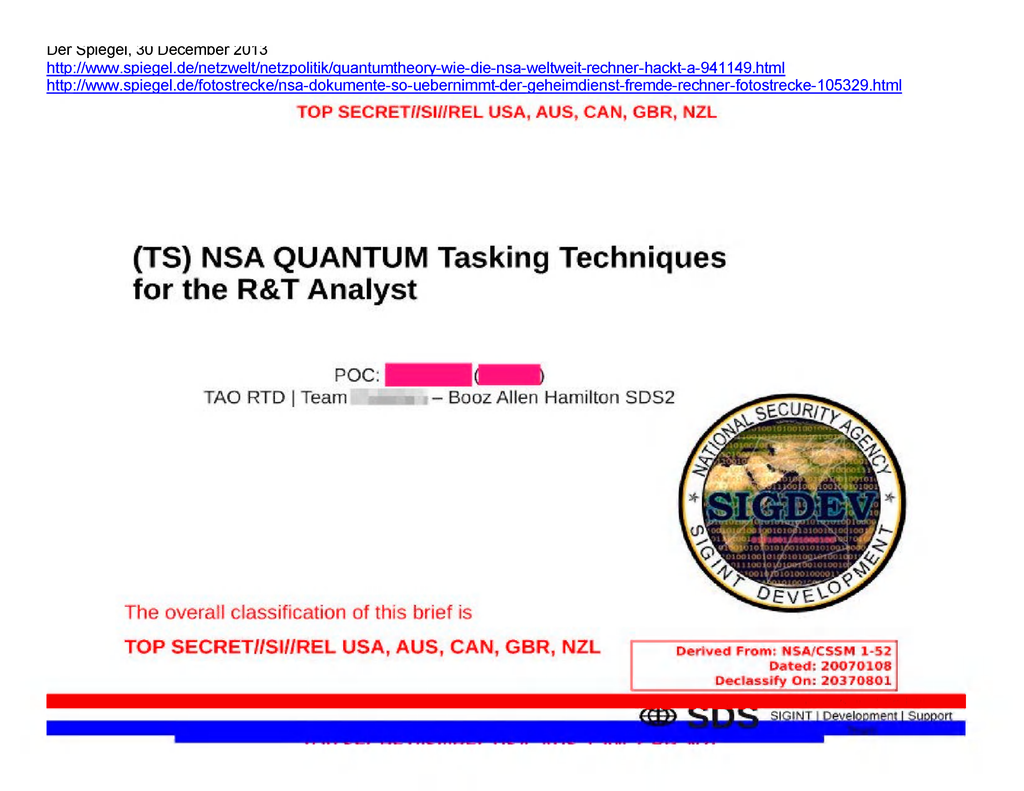 Der Spiegel, 30 December 2013
http://www.spiegel.de/netzwelt/netzpolitik/quantumtheory-wie-die-nsa-weltweit-rechner-hackt-a-941149.html
http://www.spiegel.de/fotostrecke/nsa-dokumente-so-uebernimmt-der-geheimdienst-fremde-rechner-fotostrecke-105329.html
TOP SECRET//SI//REL USA, AUS, CAN, GBR, NZL
(TS) NSA QUANTUM Tasking Techniques
for the R&T Analyst
POC: ( )
TAO RTD | Team – Booz Allen Hamilton SDS2
NATIONAL SECURITY AGENCY
SIGDEV
SIGINT DEVELOPMENT
The overall classification of this brief is
TOP SECRET//SI//REL USA, AUS, CAN, GBR, NZL
Derived From: NSA/CSSM 1-52
Dated: 20070108
Declassify On: 20370801
SDS SIGINT | Development | Support